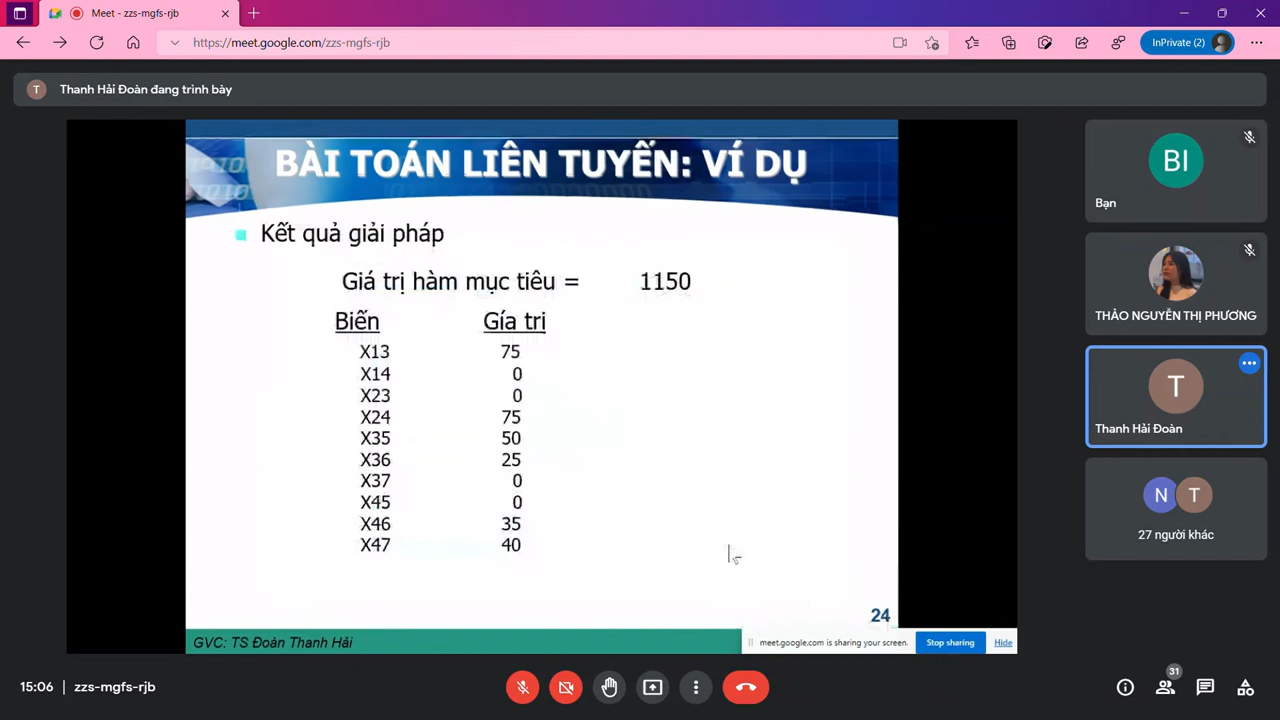 Meet - zzs-mgfs-rjb
https://meet.google.com/zzs-mgfs-rjb
InPrivate (2)
T
Thanh Hải Đoàn đang trình bày
BÀI TOÁN LIÊN TUYẾN: VÍ DỤ
Kết quả giải pháp
Giá trị hàm mục tiêu = 1150
Biến Gía trị
X13 75
X14 0
X23 0
X24 75
X35 50
X36 25
X37 0
X45 0
X46 35
X47 40
24
GVC: TS Đoàn Thanh Hải
meet.google.com is sharing your screen. Stop sharing Hide
BI
Bạn
THẢO NGUYỄN THỊ PHƯƠNG
T
Thanh Hải Đoàn
N T
27 người khác
15:06 | zzs-mgfs-rjb
31